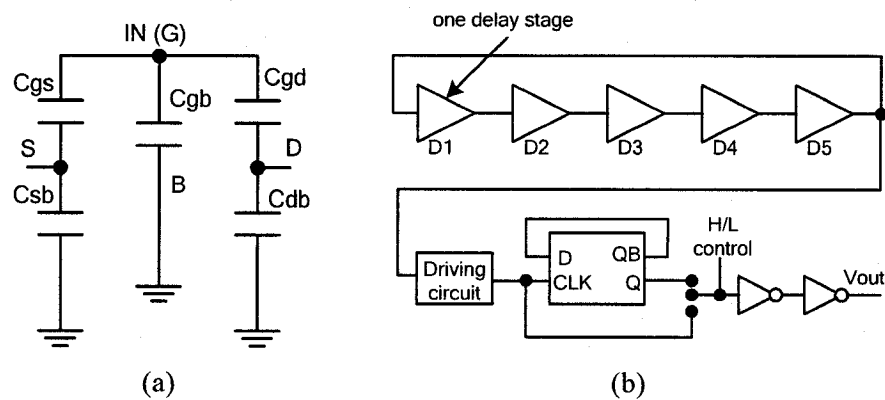 IN (G)
Cgs
Cgd
Cgb
S
D
B
Csb
Cdb
(a)
one delay stage
D1
D2
D3
D4
D5
H/L
control
Driving
circuit
D
QB
CLK
Q
Vout
(b)